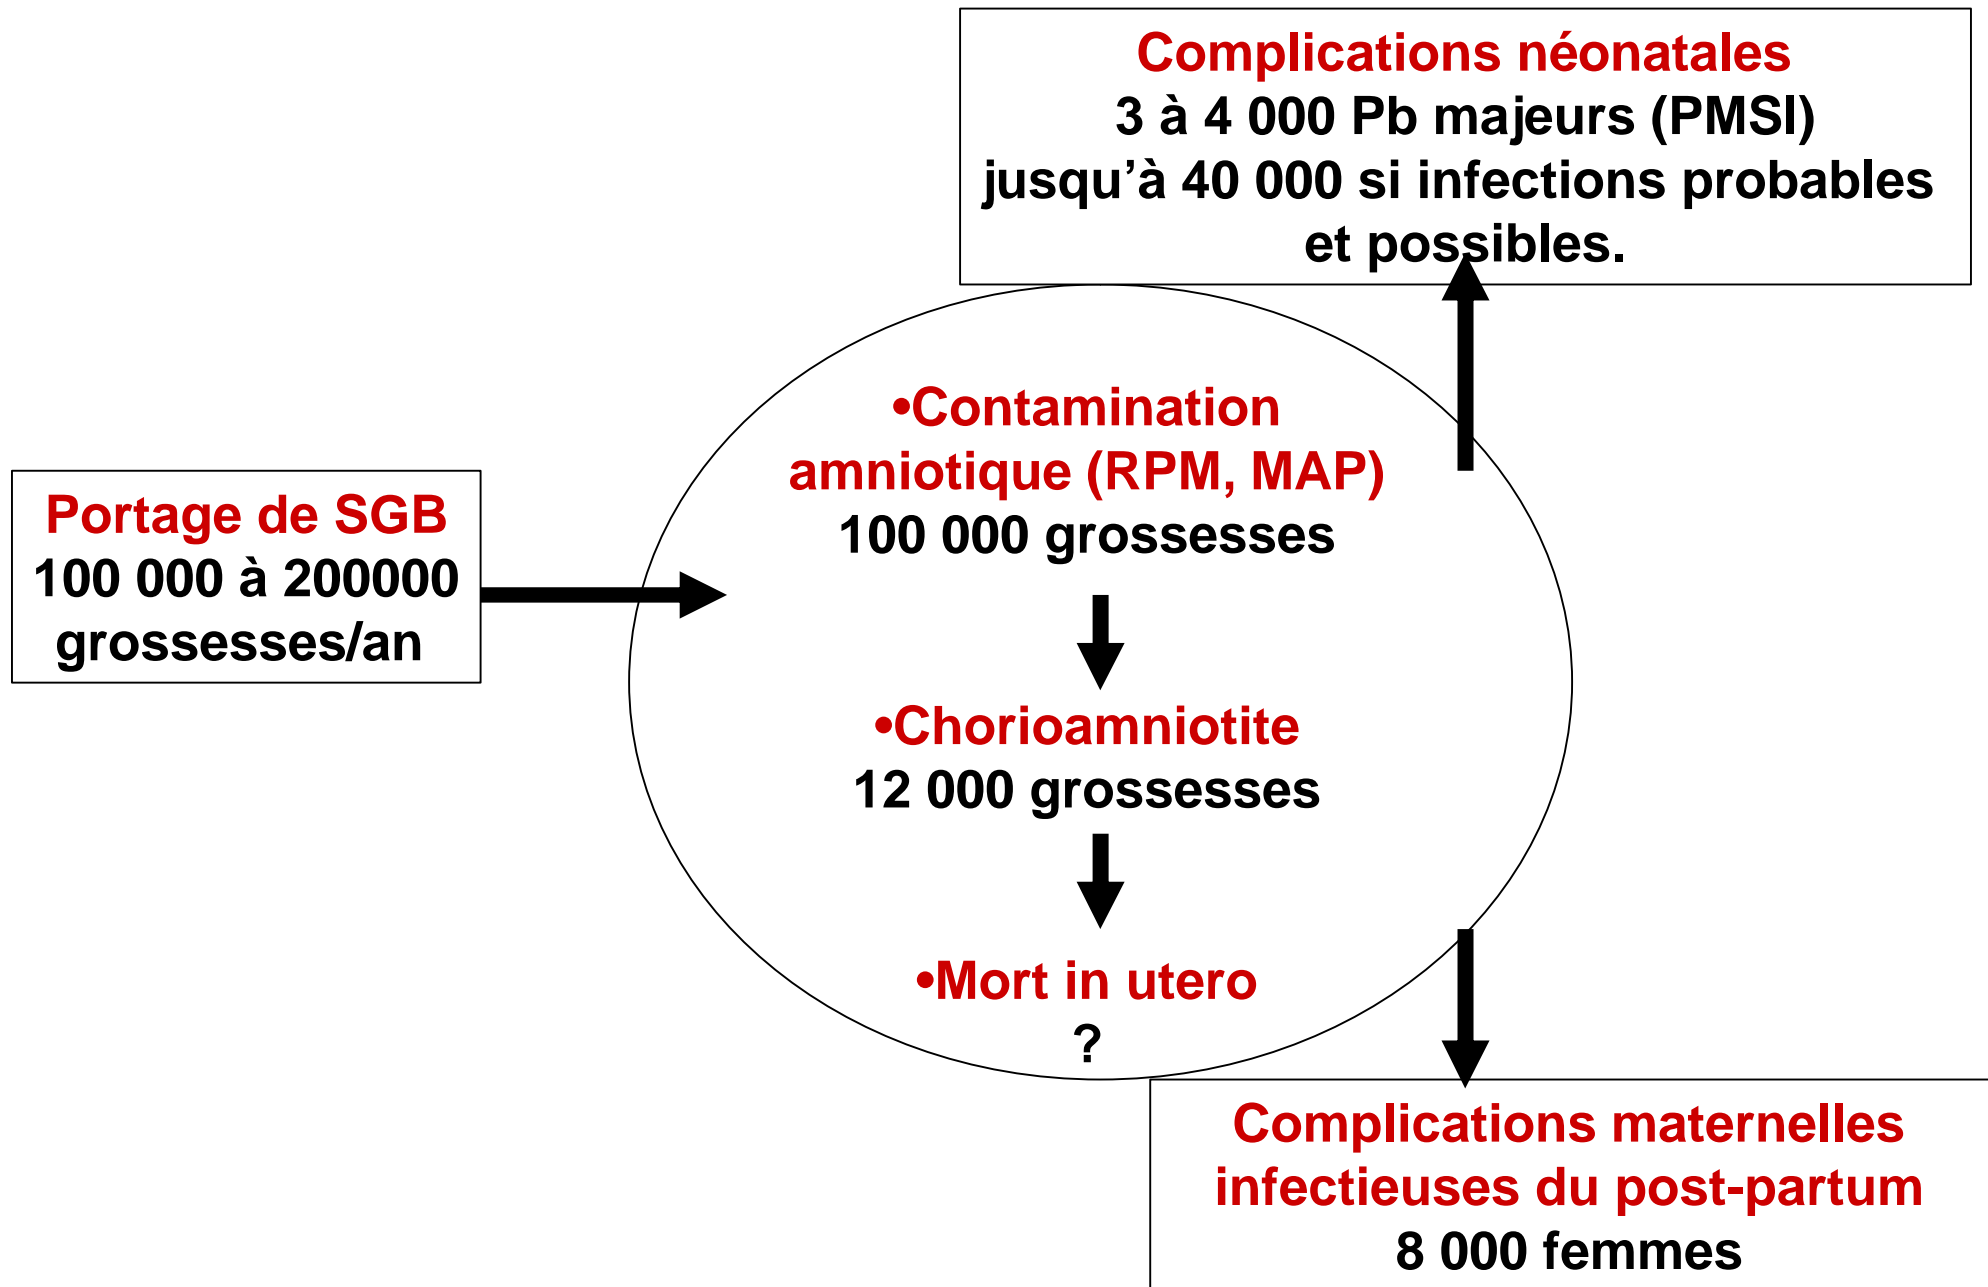 Complications néonatales
3 à 4 000 Pb majeurs (PMSI)
jusqu’à 40 000 si infections probables
et possibles.
•Contamination
amniotique (RPM, MAP)
100 000 grossesses
Portage de SGB
100 000 à 200000
grossesses/an
•Chorioamniotite
12 000 grossesses
•Mort in utero
?
Complications maternelles
infectieuses du post-partum
8 000 femmes